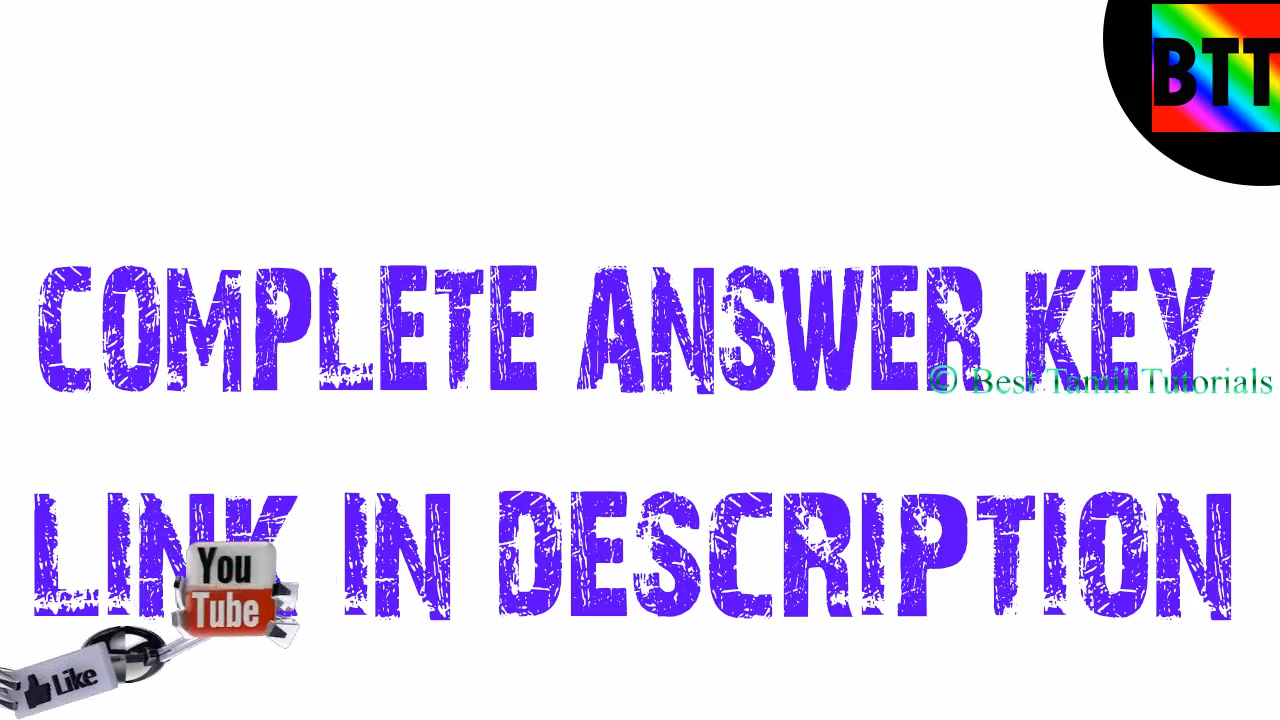 BTT
COMPLETE ANSWER KEY
© Best Tamil Tutorials
LINK IN DESCRIPTION
You
Tube
Like